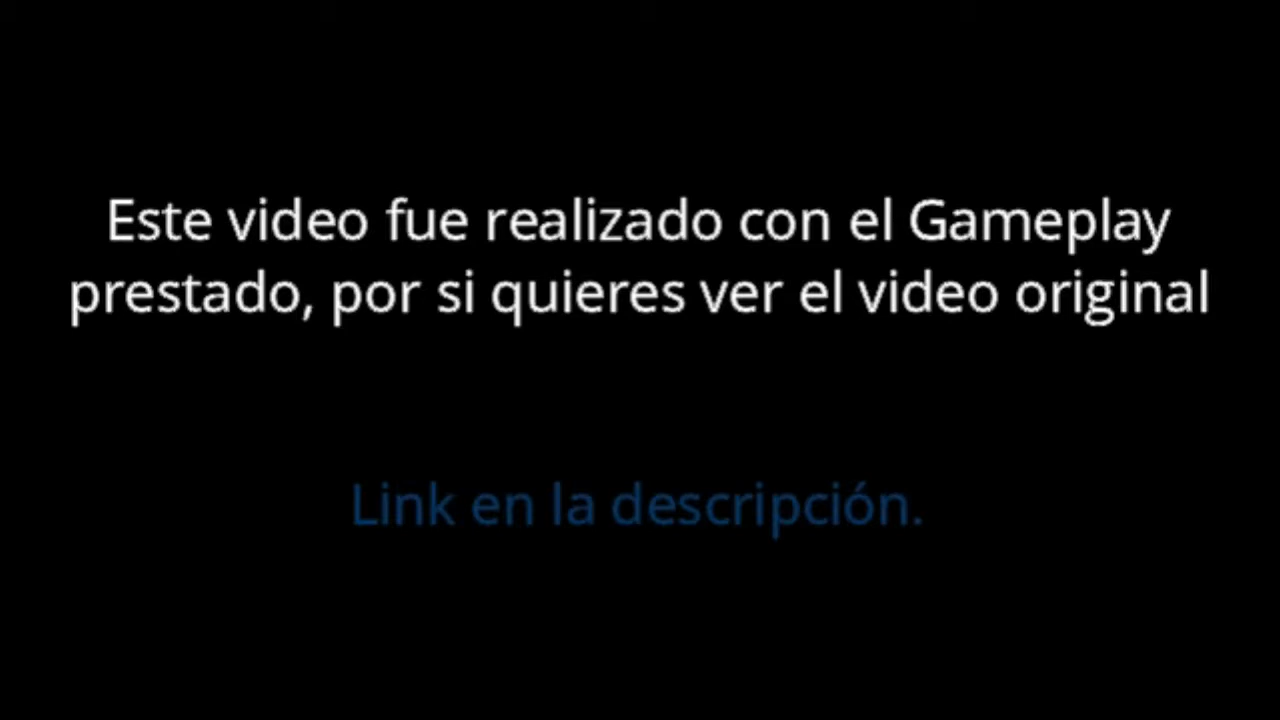 Este video fue realizado con el Gameplay
prestado, por si quieres ver el video original
Link en la descripción.